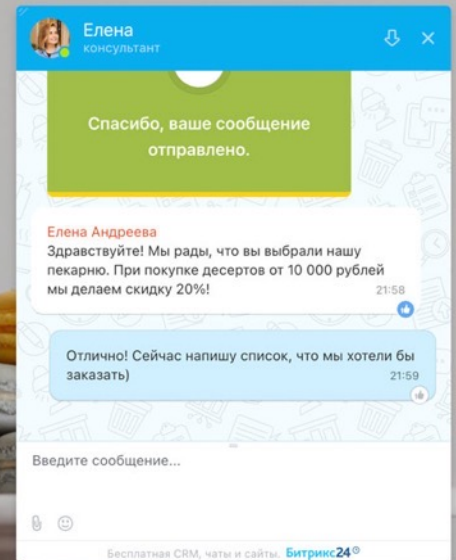 Елена
консультант
Спасибо, ваше сообщение
отправлено.
Елена Андреева
Здравствуйте! Мы рады, что вы выбрали нашу
пекарню. При покупке десертов от 10 000 рублей
мы делаем скидку 20%!
21:58
Отлично! Сейчас напишу список, что мы хотели бы
заказать)
21:59
Введите сообщение...
Бесплатная CRM, чаты и сайты. Битрикс24